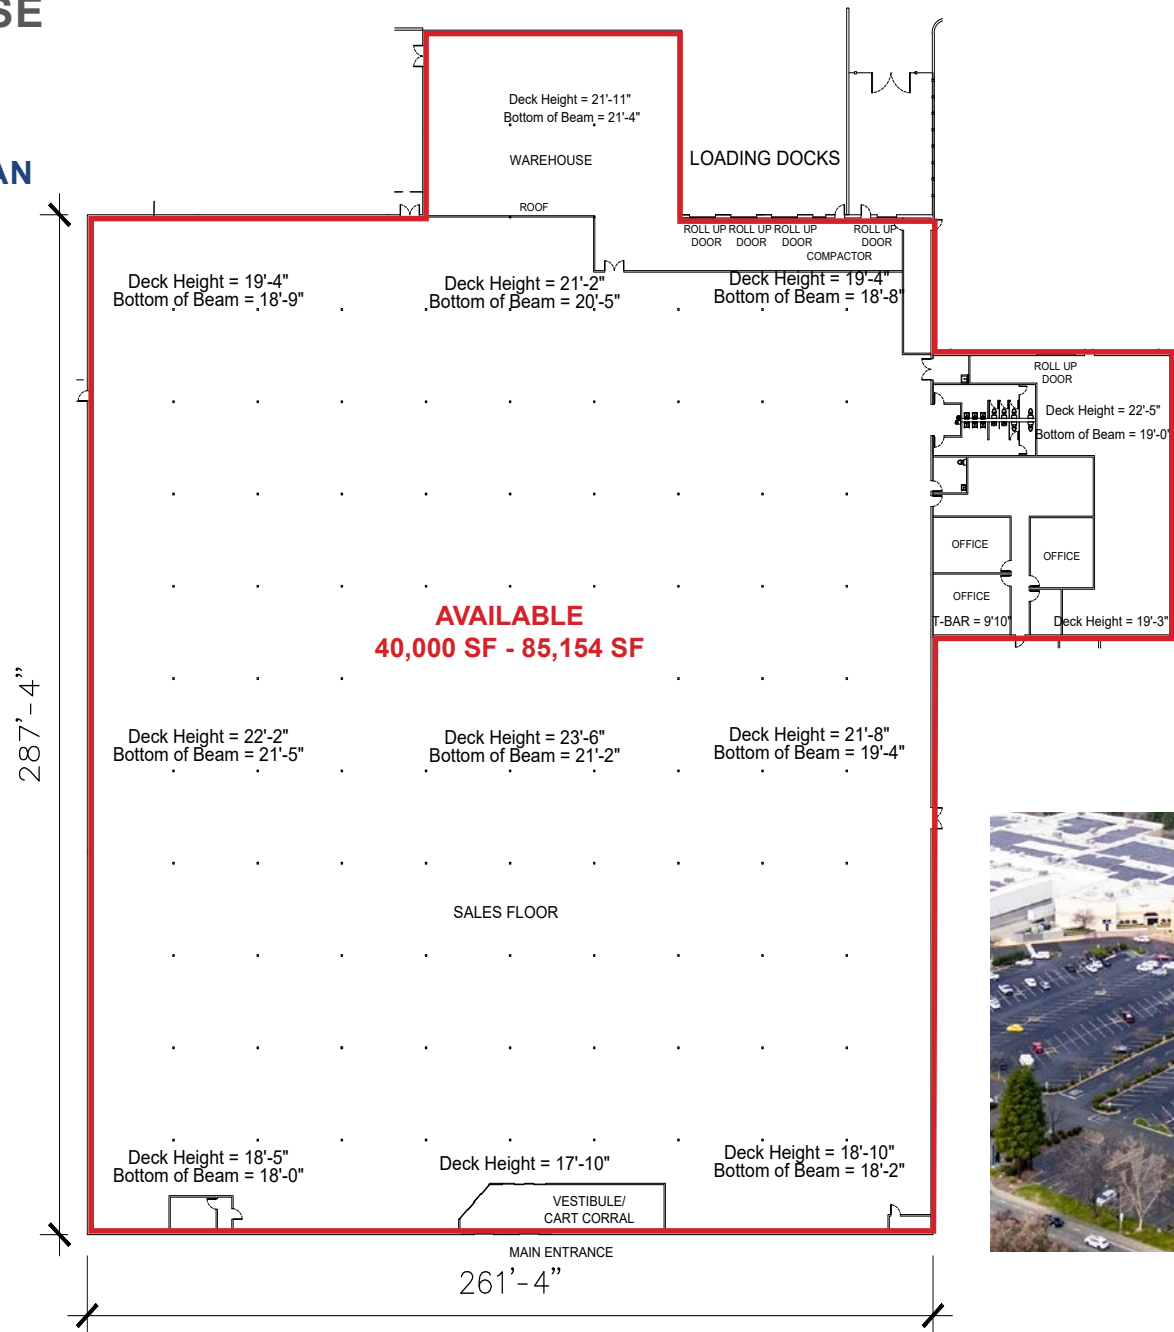 SE
AN
Deck Height = 21'-11"
Bottom of Beam = 21'-4"
WAREHOUSE
LOADING DOCKS
ROOF
ROLL UP DOOR
ROLL UP DOOR
ROLL UP DOOR
ROLL UP DOOR
COMPACTOR
Deck Height = 19'-4"
Bottom of Beam = 18'-9"
Deck Height = 21'-2"
Bottom of Beam = 20'-5"
Deck Height = 19'-4"
Bottom of Beam = 18'-8"
ROLL UP
DOOR
Deck Height = 22'-5"
Bottom of Beam = 19'-0"
OFFICE
OFFICE
OFFICE
T-BAR = 9'10"
Deck Height = 19'-3"
AVAILABLE
40,000 SF - 85,154 SF
287'-4"
Deck Height = 22'-2"
Bottom of Beam = 21'-5"
Deck Height = 23'-6"
Bottom of Beam = 21'-2"
Deck Height = 21'-8"
Bottom of Beam = 19'-4"
SALES FLOOR
Deck Height = 18'-5"
Bottom of Beam = 18'-0"
Deck Height = 17'-10"
Deck Height = 18'-10"
Bottom of Beam = 18'-2"
VESTIBULE/
CART CORRAL
MAIN ENTRANCE
261'-4"